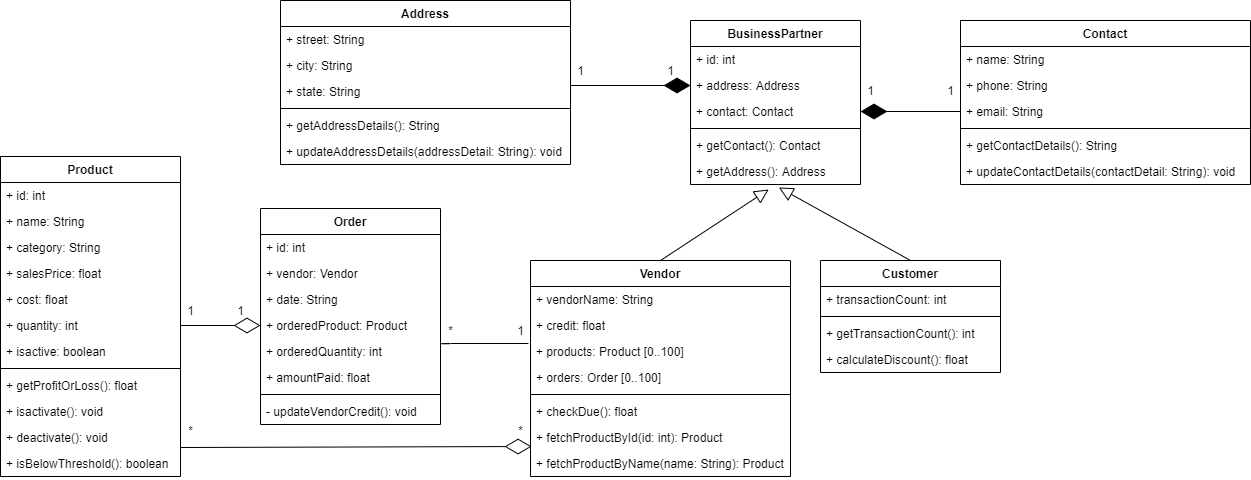 Address
+ street: String
+ city: String
+ state: String
+ getAddressDetails(): String
+ updateAddressDetails(addressDetail: String): void
1
1
BusinessPartner
+ id: int
+ address: Address
+ contact: Contact
+ getContact(): Contact
+ getAddress(): Address
1
1
Contact
+ name: String
+ phone: String
+ email: String
+ getContactDetails(): String
+ updateContactDetails(contactDetail: String): void
Product
+ id: int
+ name: String
+ category: String
+ salesPrice: float
+ cost: float
+ quantity: int
+ isactive: boolean
+ getProfitOrLoss(): float
+ isactivate(): void
+ deactivate(): void
+ isBelowThreshold(): boolean
1
1
Order
+ id: int
+ vendor: Vendor
+ date: String
+ orderedProduct: Product
+ orderedQuantity: int
+ amountPaid: float
- updateVendorCredit(): void
*
1
*
*
Vendor
+ vendorName: String
+ credit: float
+ products: Product [0..100]
+ orders: Order [0..100]
+ checkDue(): float
+ fetchProductById(id: int): Product
+ fetchProductByName(name: String): Product
Customer
+ transactionCount: int
+ getTransactionCount(): int
+ calculateDiscount(): float